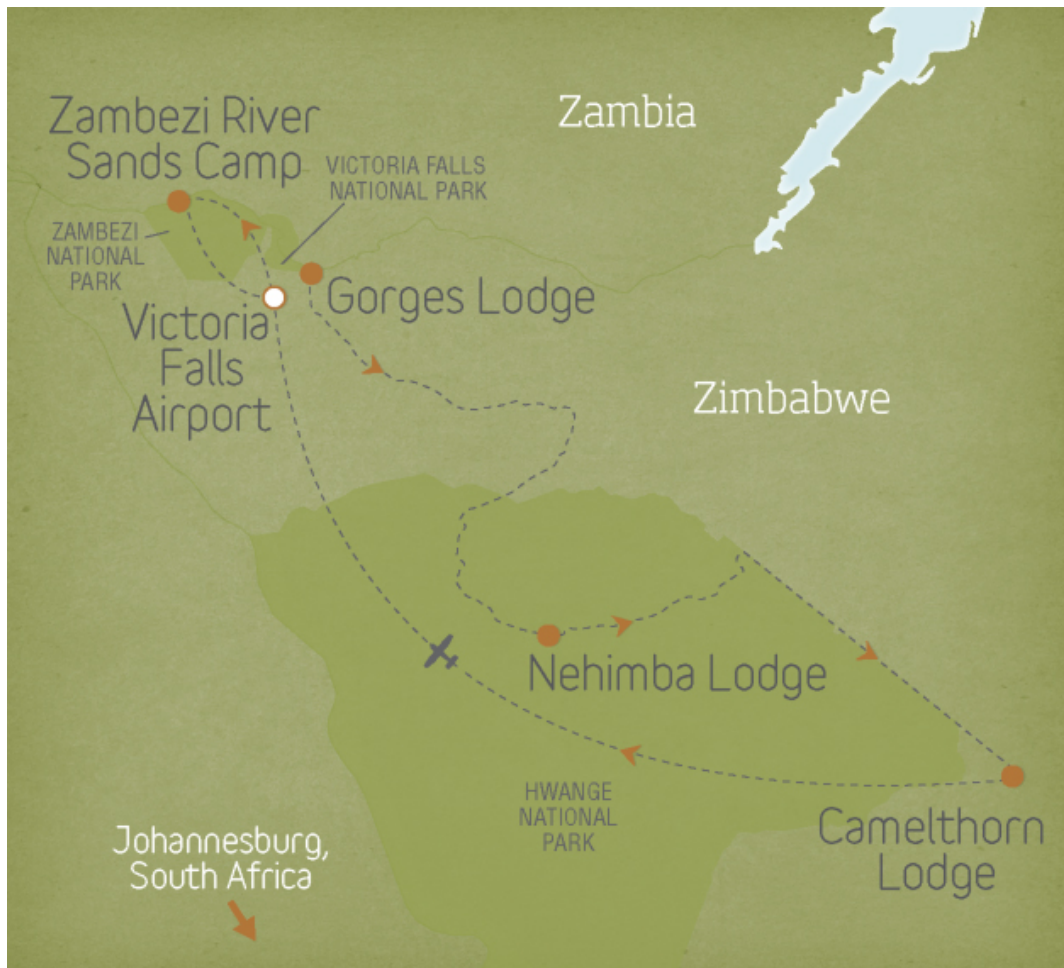 Zambezi River
Sands Camp
Zambia
VICTORIA FALLS
NATIONAL PARK
ZAMBEZI
NATIONAL
PARK
Gorges Lodge
Victoria
Falls
Airport
Zimbabwe
Nehimba Lodge
HWANGE
NATIONAL
PARK
Camelthorn
Lodge
Johannesburg,
South Africa